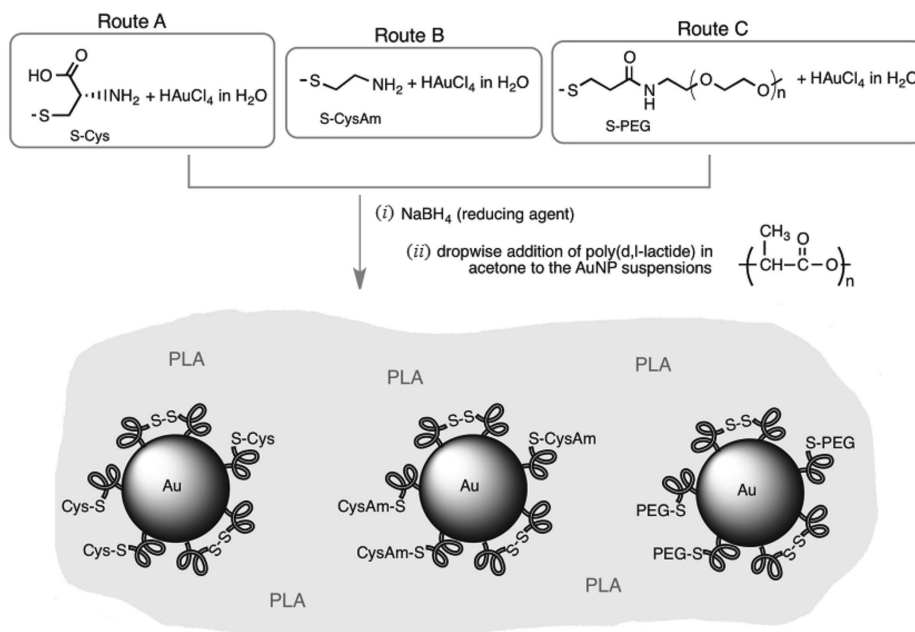 Route A
Route B
Route C
O
HO
NH2 + HAuCl4 in H2O
-S
S-Cys
-S
NH2 + HAuCl4 in H2O
S-CysAm
-S
O
N
H
O
O
n
+ HAuCl4 in H2O
S-PEG
(i) NaBH4 (reducing agent)
(ii) dropwise addition of poly(d,l-lactide) in
acetone to the AuNP suspensions
CH3 O
CH-C-O
n
PLA
PLA
PLA
S-S
S-Cys
Au
Cys-S
Cys-S
S-S
S-S
S-CysAm
Au
CysAm-S
CysAm-S
S-S
S-S
S-PEG
Au
PEG-S
PEG-S
S-S
PLA
PLA